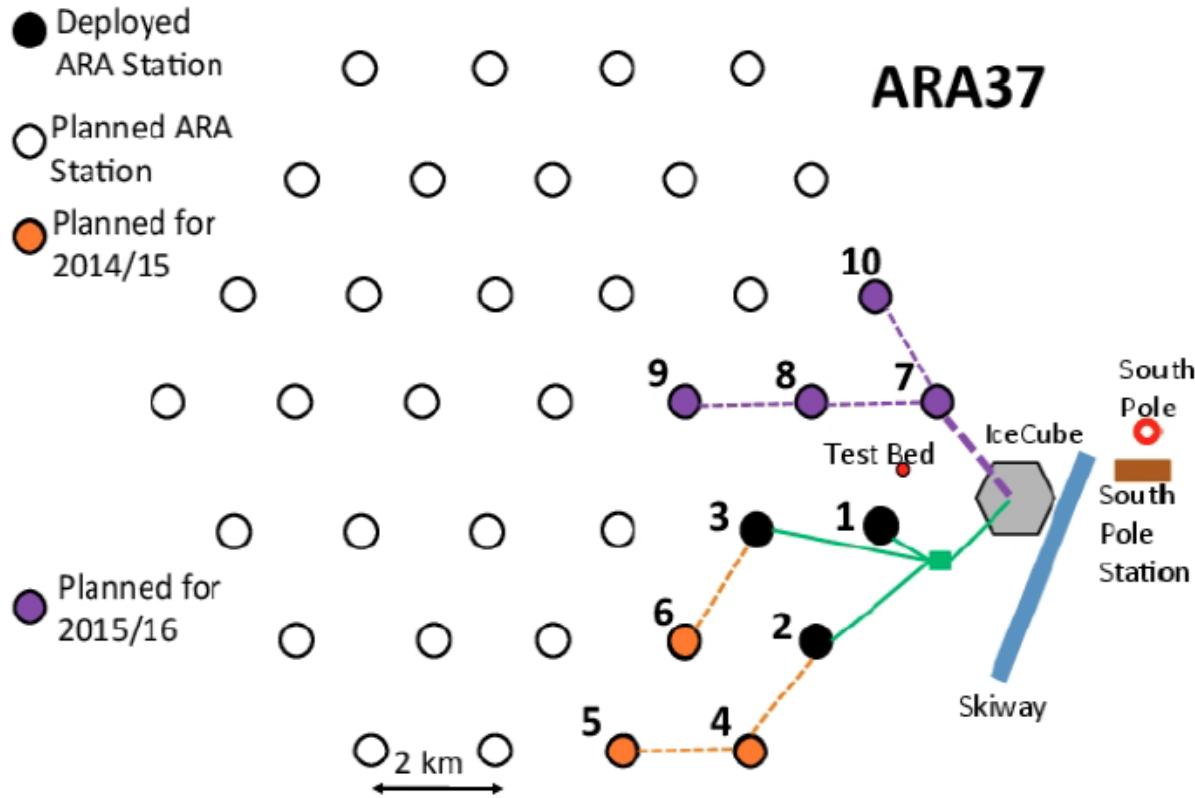 Deployed
ARA Station
ARA37
Planned ARA
Station
Planned for
2014/15
10
9
8
7
South
Pole
IceCube
Test Bed
South
Pole
Station
3
1
Planned for
2015/16
6
2
Skiway
5
4
2 km